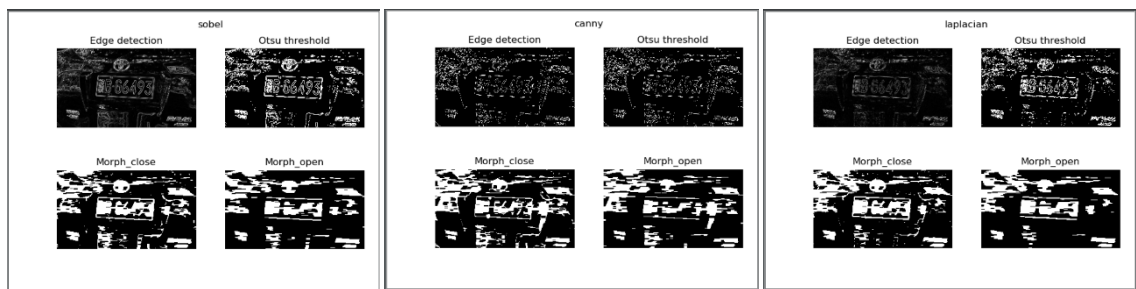 sobel
Edge detection Otsu threshold
Morph_close Morph_open
canny
Edge detection Otsu threshold
Morph_close Morph_open
laplacian
Edge detection Otsu threshold
Morph_close Morph_open